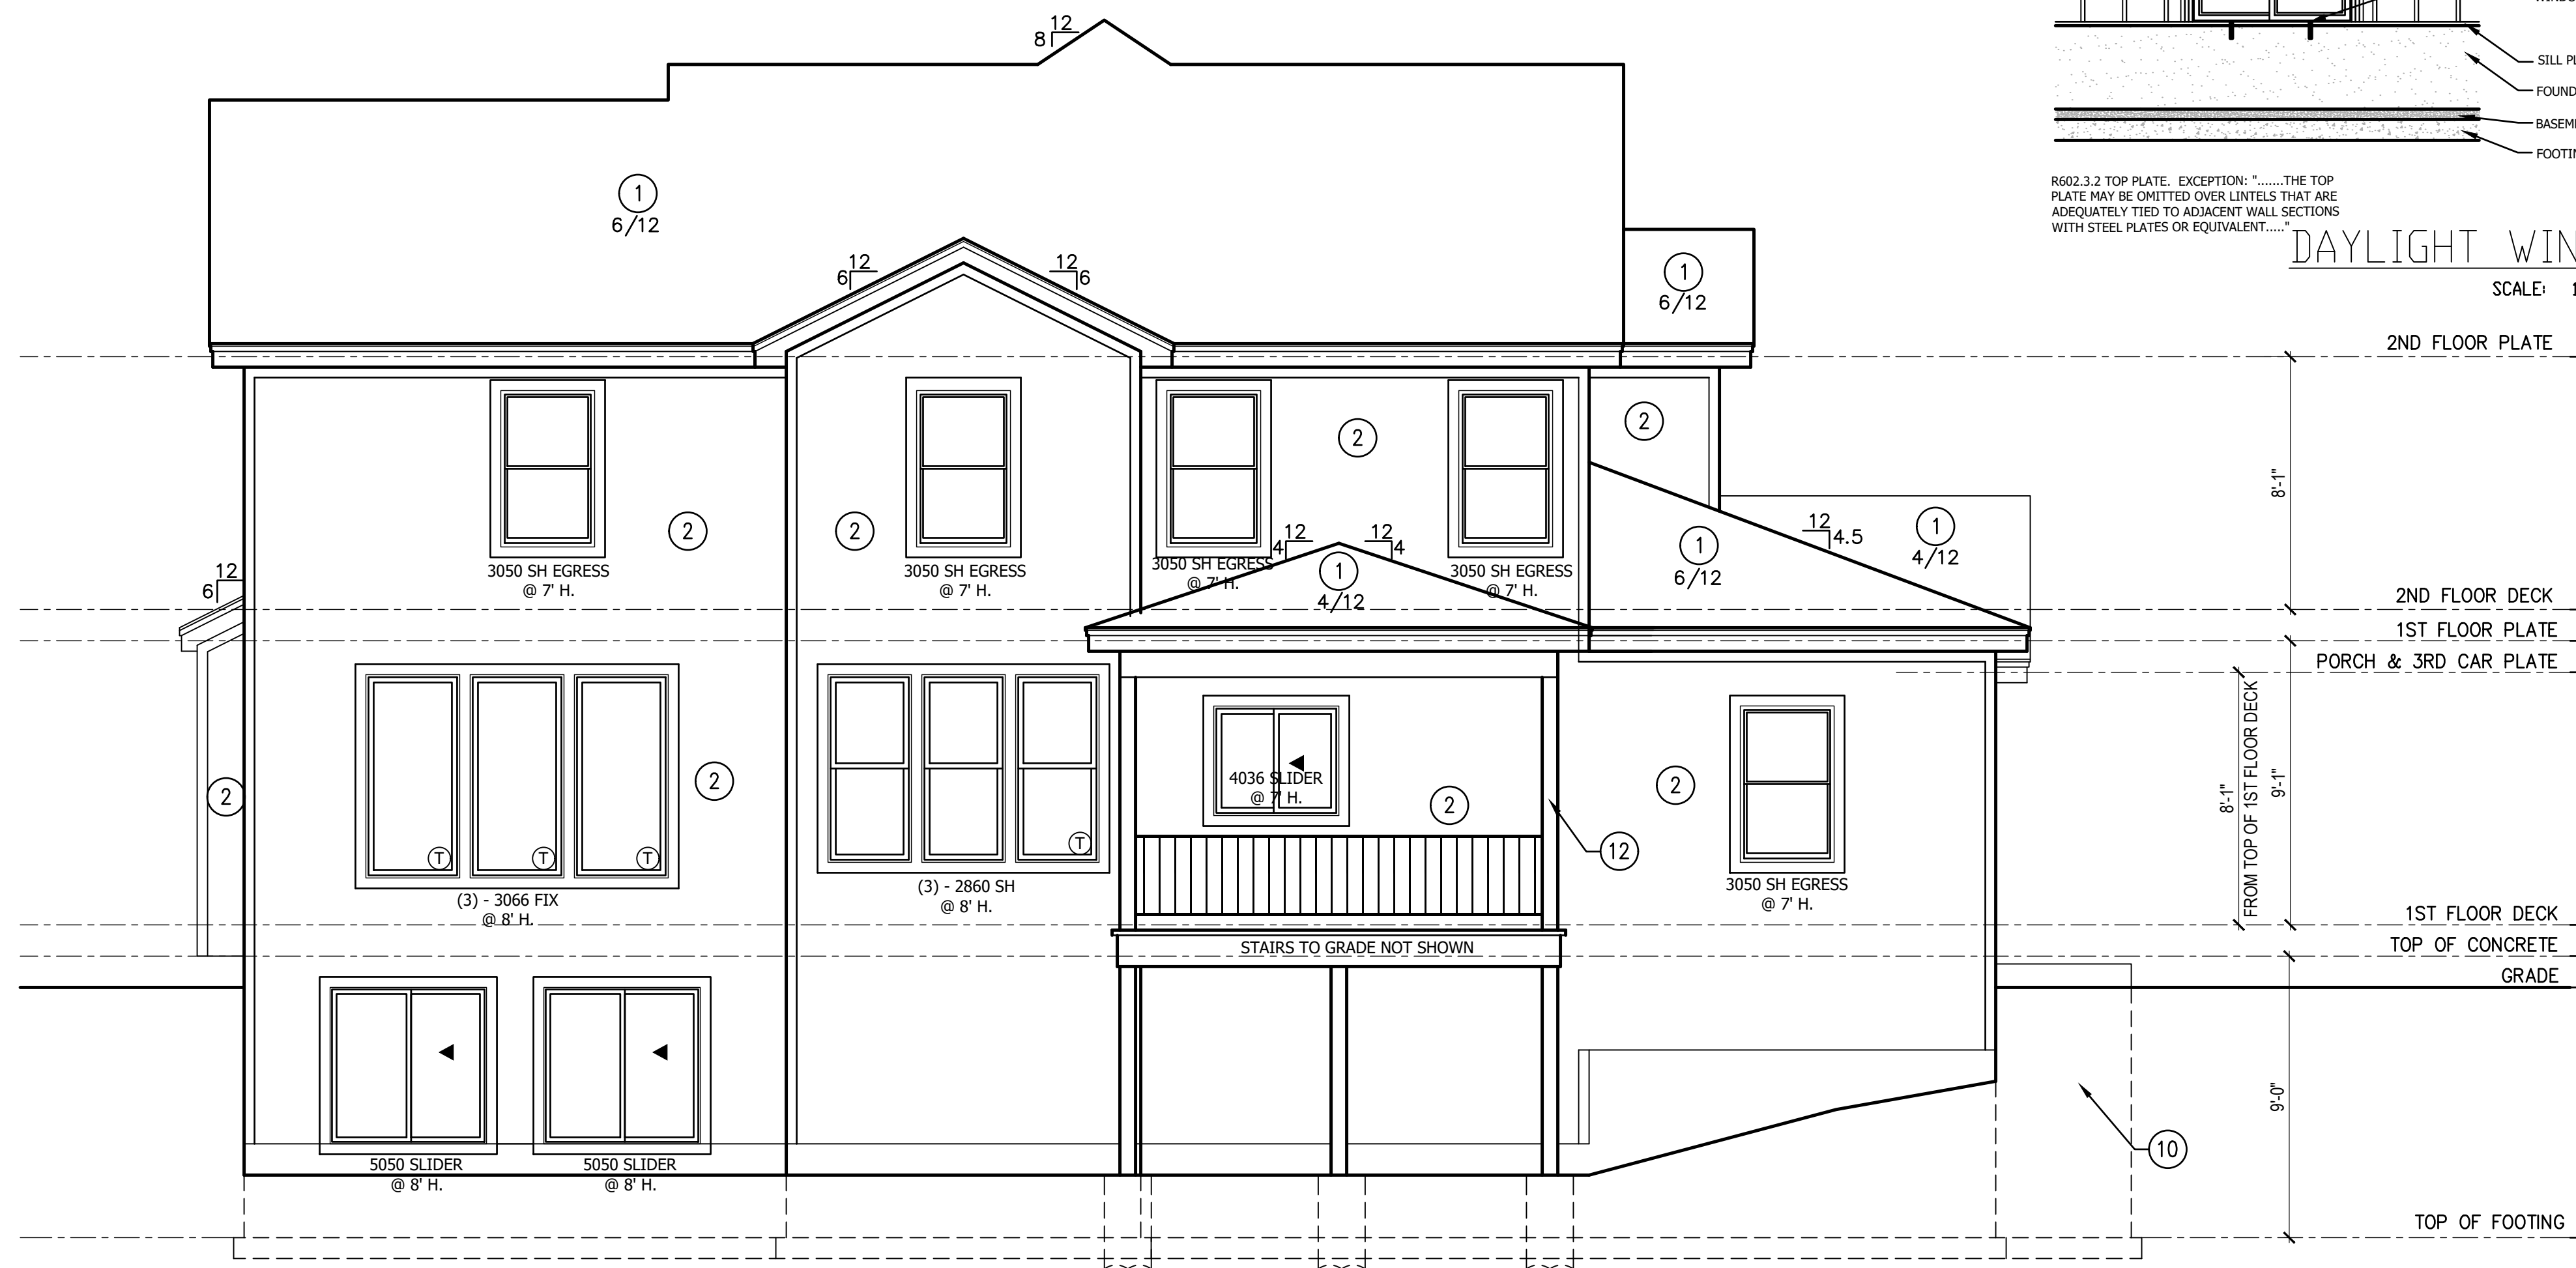 12
8
SILL PL
FOUND
BASEM
FOOTIN
R602.3.2 TOP PLATE. EXCEPTION: ".......THE TOP
PLATE MAY BE OMITTED OVER LINTELS THAT ARE
ADEQUATELY TIED TO ADJACENT WALL SECTIONS
WITH STEEL PLATES OR EQUIVALENT....."
DAYLIGHT WIN
SCALE: 1
1
6/12
12
6
12
6
1
6/12
2ND FLOOR PLATE
2
2
2
2
8'-1"
3050 SH EGRESS
@ 7' H.
3050 SH EGRESS
@ 7' H.
3050 SH EGRESS
@ 7' H.
3050 SH EGRESS
@ 7' H.
12
4
12
4
1
4/12
1
6/12
12
4.5
1
4/12
12
6
2ND FLOOR DECK
1ST FLOOR PLATE
PORCH & 3RD CAR PLATE
2
2
4036 SLIDER
@ 7' H.
2
2
12
8'-1"
FROM TOP OF 1ST FLOOR DECK
9'-1"
T
T
T
T
(3) - 3066 FIX
@ 8' H.
(3) - 2860 SH
@ 8' H.
3050 SH EGRESS
@ 7' H.
1ST FLOOR DECK
STAIRS TO GRADE NOT SHOWN
TOP OF CONCRETE
GRADE
9'-0"
10
5050 SLIDER
@ 8' H.
5050 SLIDER
@ 8' H.
TOP OF FOOTING